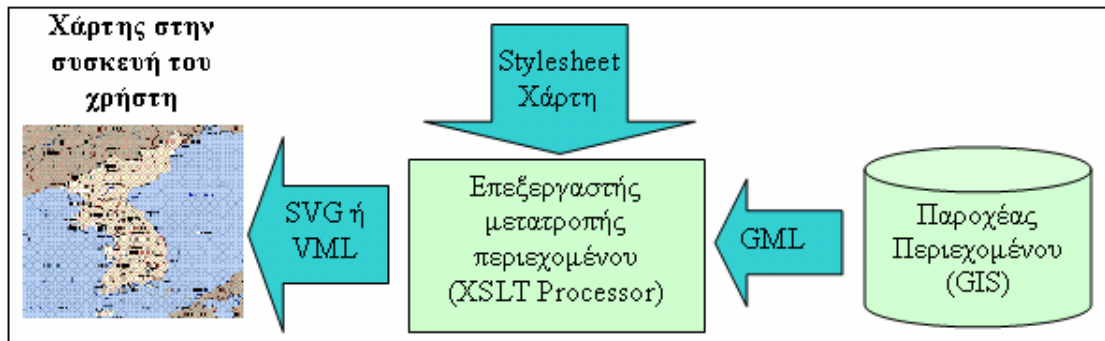 Χάρτης στην
συσκευή του
χρήστη
Stylesheet
Χάρτη
SVG ή
VML
Επεξεργαστής
μετατροπής
περιεχομένου
(XSLT Processor)
GML
Παροχέας
Περιεχομένου
(GIS)